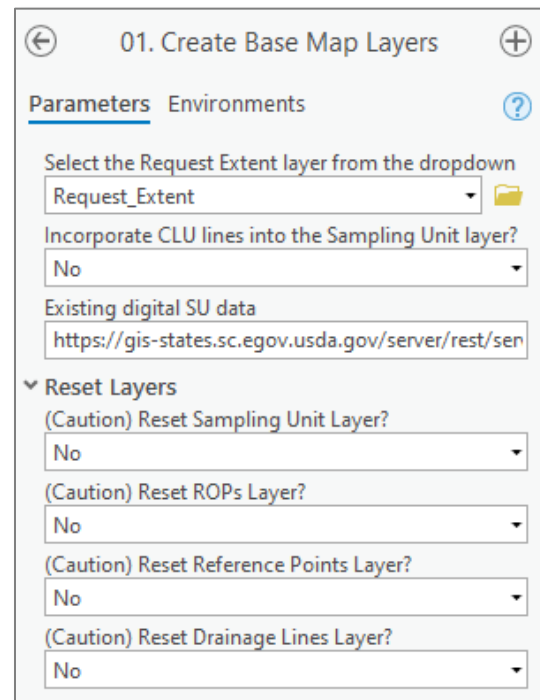 01. Create Base Map Layers
Parameters Environments
Select the Request Extent layer from the dropdown
Request_Extent
Incorporate CLU lines into the Sampling Unit layer?
No
Existing digital SU data
https://gis-states.sc.egov.usda.gov/server/rest/ser
Reset Layers
(Caution) Reset Sampling Unit Layer?
No
(Caution) Reset ROPs Layer?
No
(Caution) Reset Reference Points Layer?
No
(Caution) Reset Drainage Lines Layer?
No